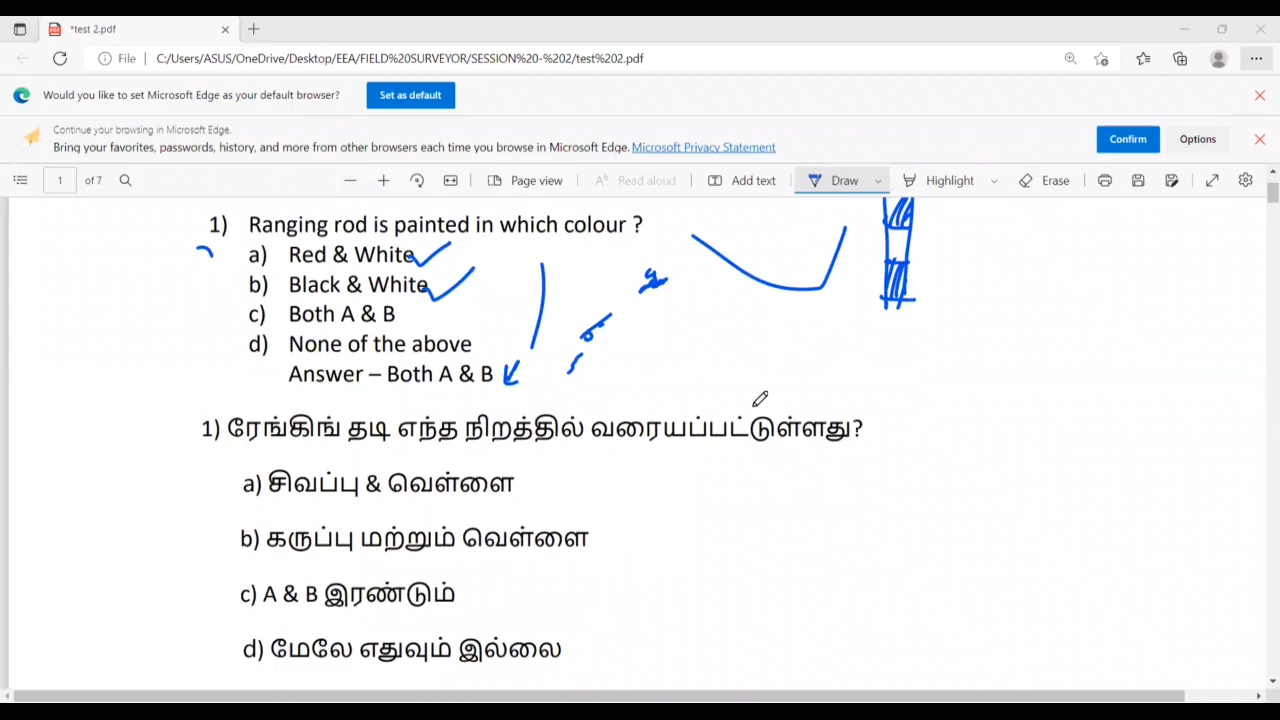 *test 2.pdf
File
C:/Users/ASUS/OneDrive/Desktop/EEA/FIELD%20SURVEYOR/SESSION%20-%202/test%202.pdf
Would you like to set Microsoft Edge as your default browser? Set as default
Continue your browsing in Microsoft Edge.
Bring your favorites, passwords, history, and more from other browsers each time you browse in Microsoft Edge. Microsoft Privacy Statement
Confirm Options
1 of 7 Page view Read aloud Add text Draw Highlight Erase
1) Ranging rod is painted in which colour ?
a) Red & White
b) Black & White
c) Both A & B
d) None of the above
Answer – Both A & B
1) ரேங்கிங் தடி எந்த நிறத்தில் வரையப்பட்டுள்ளது?
a) சிவப்பு & வெள்ளை
b) கருப்பு மற்றும் வெள்ளை
c) A & B இரண்டும்
d) மேலே எதுவும் இல்லை